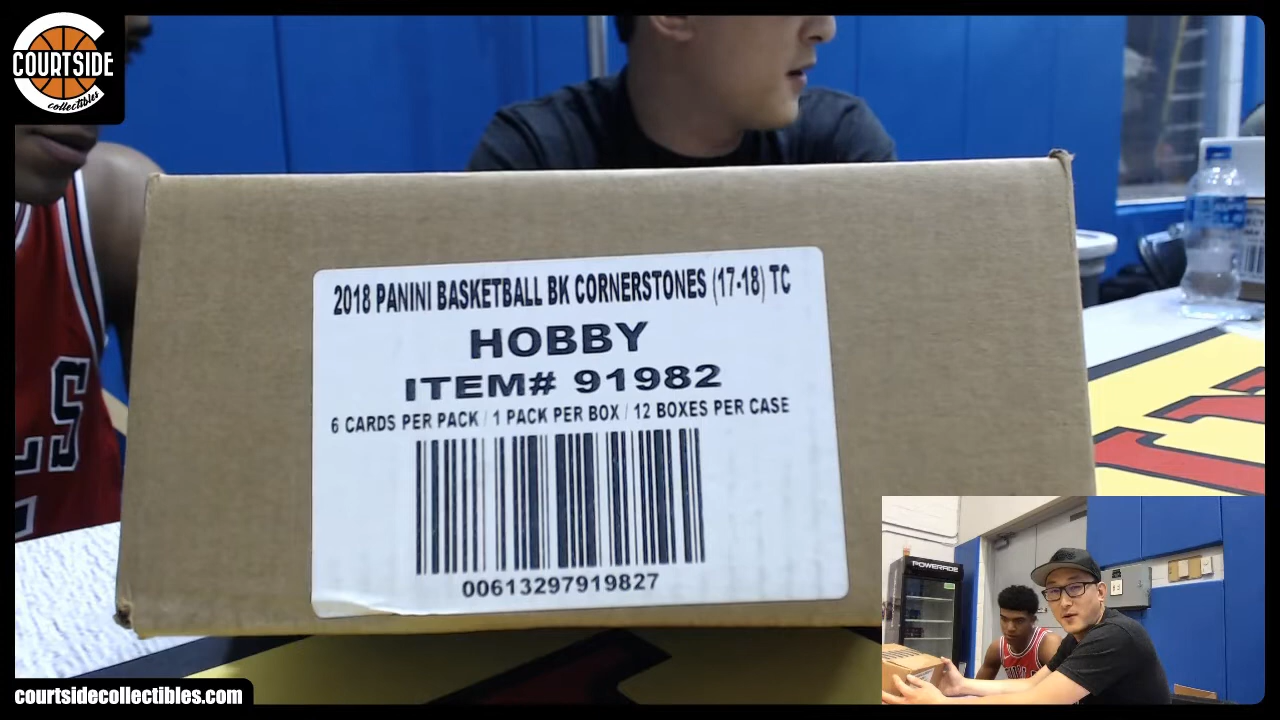 COURTSIDE
collectibles
2018 PANINI BASKETBALL BK CORNERSTONES (17-18) TC
HOBBY
ITEM# 91982
6 CARDS PER PACK / 1 PACK PER BOX / 12 BOXES PER CASE
00613297919827
LS
POWERADE
courtsidecollectibles.com